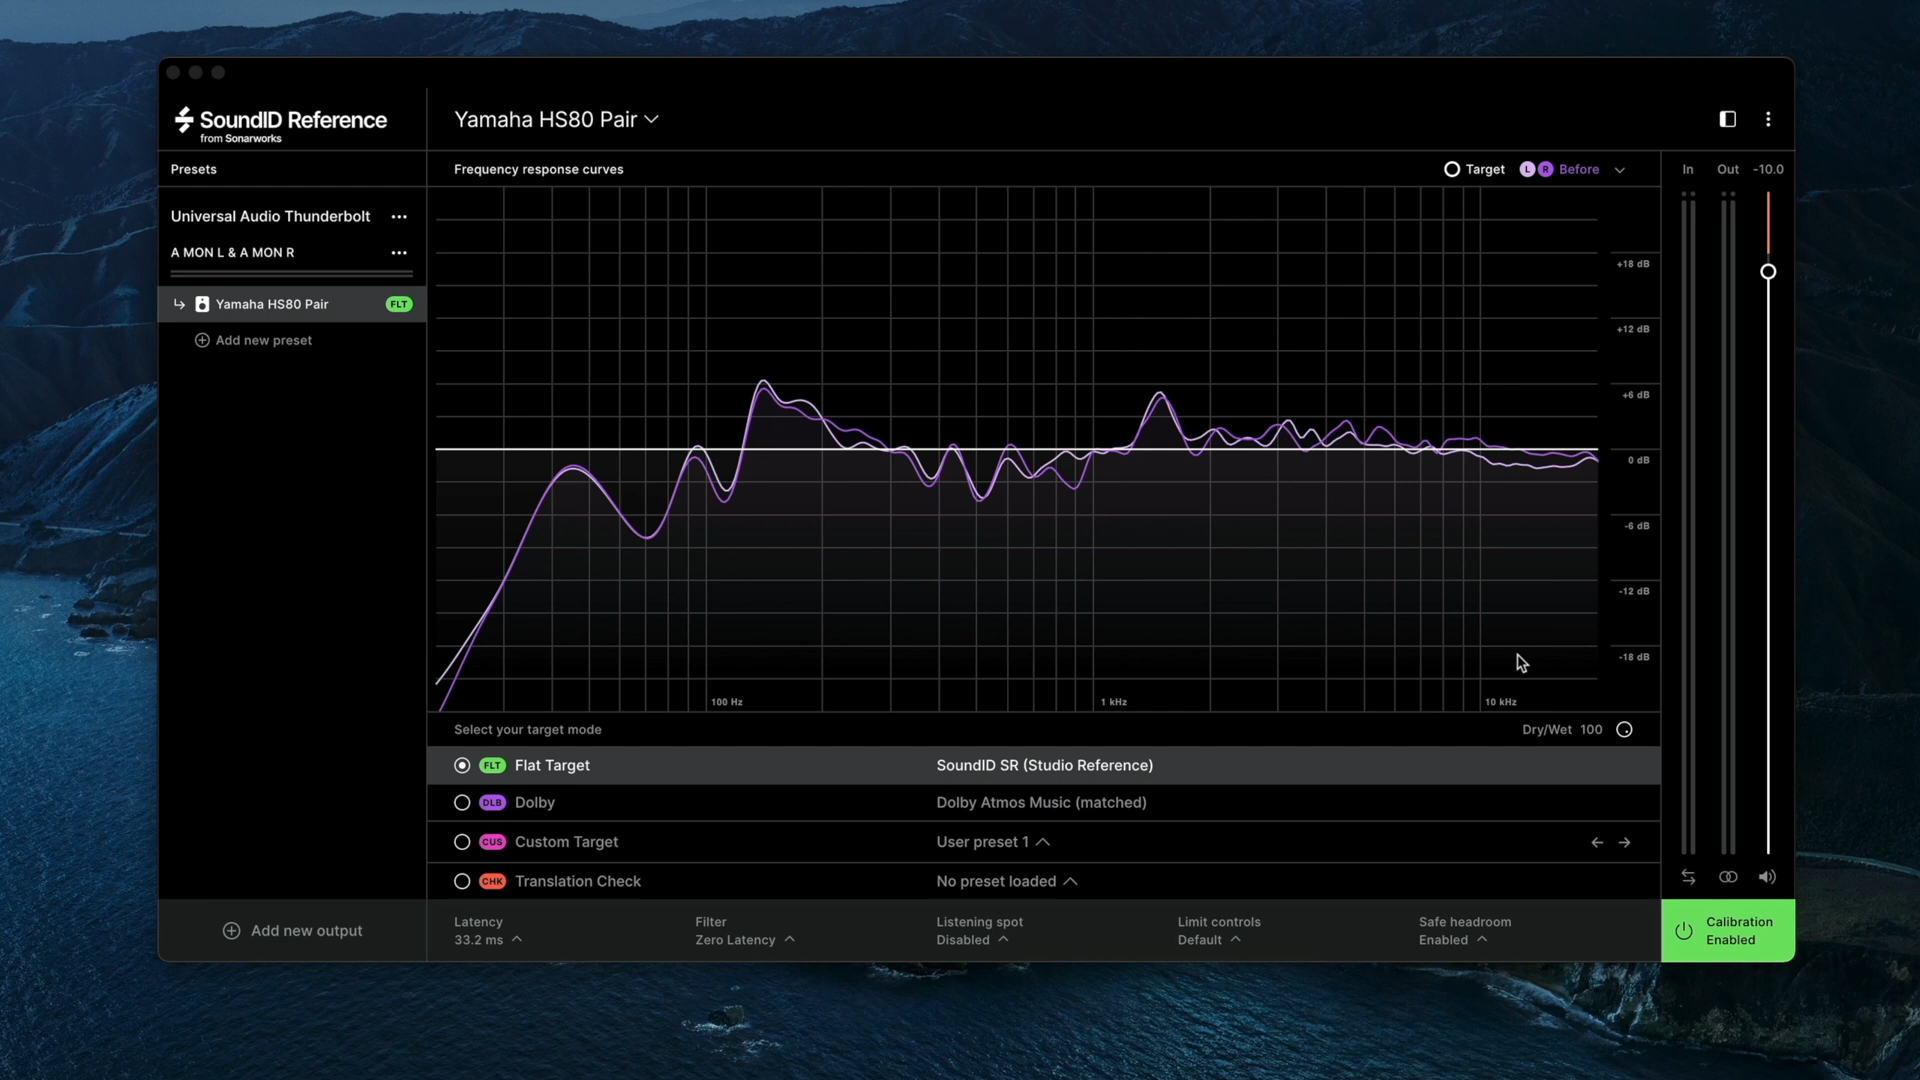 SoundID Reference
from Sonarworks
Yamaha HS80 Pair
Presets
Frequency response curves
Target
L R Before
In
Out
-10.0
Universal Audio Thunderbolt
A MON L & A MON R
Yamaha HS80 Pair
FLT
Add new preset
+18 dB
+12 dB
+6 dB
0 dB
-6 dB
-12 dB
-18 dB
100 Hz
1 kHz
10 kHz
Select your target mode
Dry/Wet 100
FLT Flat Target
SoundID SR (Studio Reference)
DLB Dolby
Dolby Atmos Music (matched)
CUS Custom Target
User preset 1
CHK Translation Check
No preset loaded
Add new output
Latency
33.2 ms
Filter
Zero Latency
Listening spot
Disabled
Limit controls
Default
Safe headroom
Enabled
Calibration
Enabled